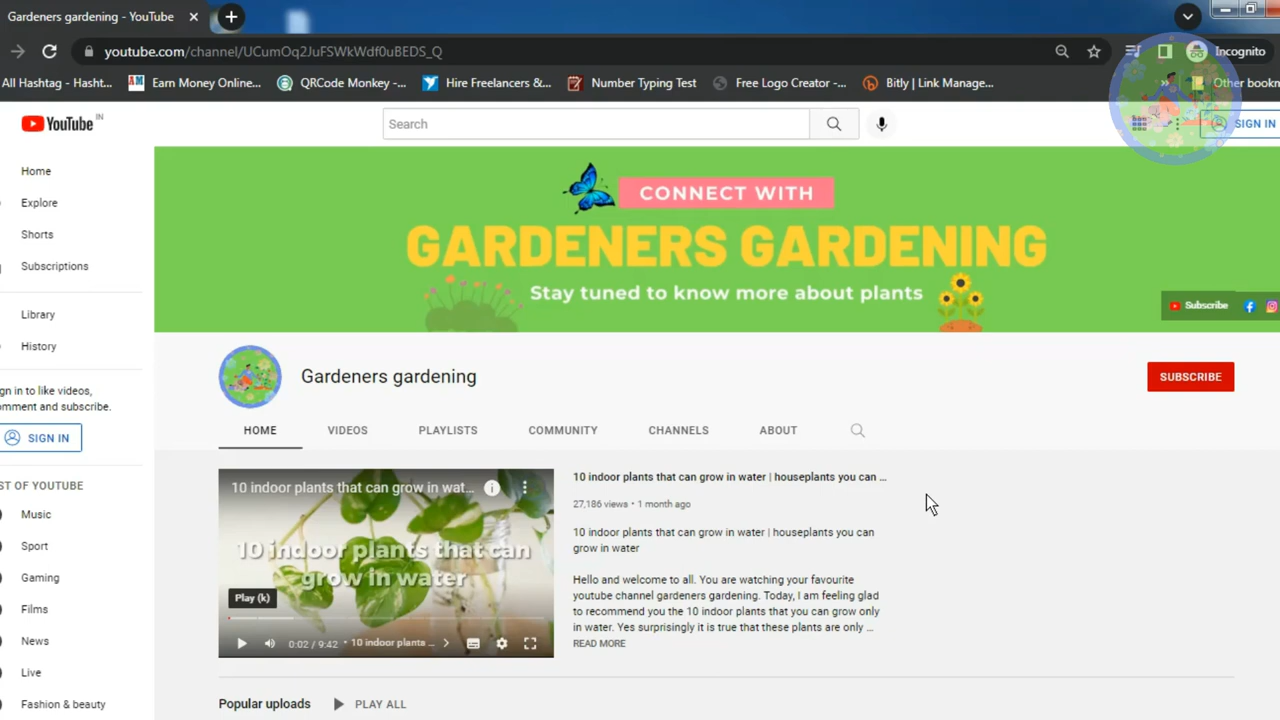 Gardeners gardening - YouTube
youtube.com/channel/UCumOq2JuFSWkWdf0uBEDS_Q
Incognito
All Hashtag - Hasht...
Earn Money Online...
QRCode Monkey -...
Hire Freelancers &...
Number Typing Test
Free Logo Creator -...
Bitly | Link Manage...
Other bookm
YouTube IN
Search
SIGN IN
Home
Explore
Shorts
Subscriptions
Library
History
gn in to like videos,
omment and subscribe.
SIGN IN
ST OF YOUTUBE
Music
Sport
Gaming
Films
News
Live
Fashion & beauty
CONNECT WITH
GARDENERS GARDENING
Stay tuned to know more about plants
Subscribe
Gardeners gardening
SUBSCRIBE
HOME
VIDEOS
PLAYLISTS
COMMUNITY
CHANNELS
ABOUT
10 indoor plants that can grow in wat...
10 indoor plants that can
grow in water
Play (k)
0:02 / 9:42 • 10 indoor plants ...
10 indoor plants that can grow in water | houseplants you can ...
27,186 views • 1 month ago
10 indoor plants that can grow in water | houseplants you can
grow in water
Hello and welcome to all. You are watching your favourite
youtube channel gardeners gardening. Today, I am feeling glad
to recommend you the 10 indoor plants that you can grow only
in water. Yes surprisingly it is true that these plants are only ...
READ MORE
Popular uploads
PLAY ALL